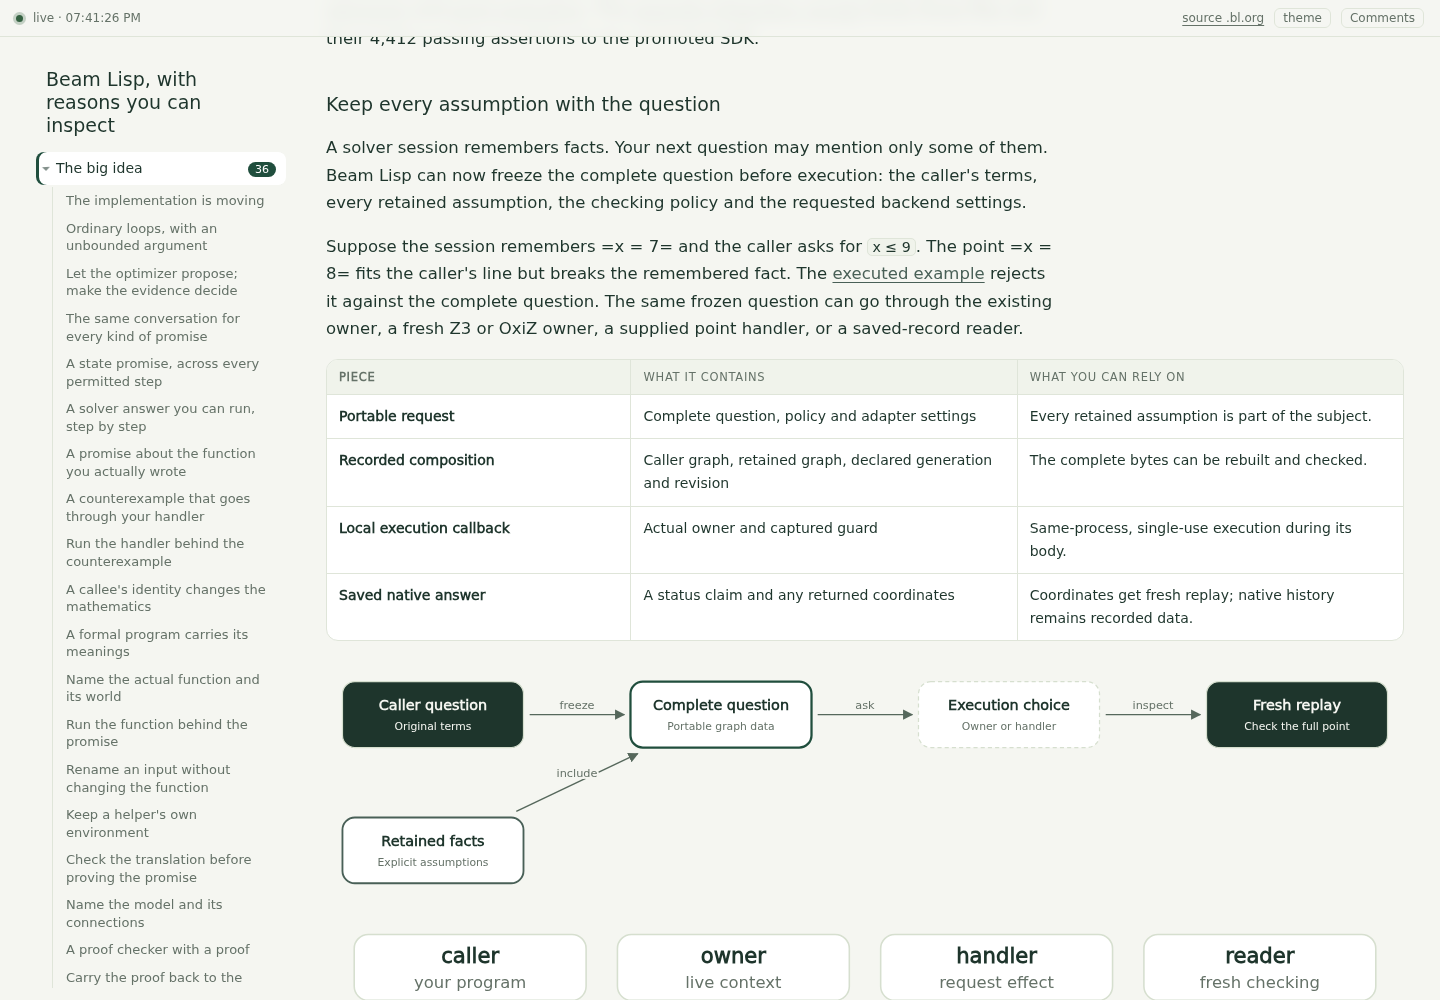 live · 07:41:26 PM
source .bl.org
theme
Comments
their 4,412 passing assertions to the promoted SDK.
Beam Lisp, with
reasons you can
inspect
The big idea
36
The implementation is moving
Ordinary loops, with an
unbounded argument
Let the optimizer propose;
make the evidence decide
The same conversation for
every kind of promise
A state promise, across every
permitted step
A solver answer you can run,
step by step
A promise about the function
you actually wrote
A counterexample that goes
through your handler
Run the handler behind the
counterexample
A callee's identity changes the
mathematics
A formal program carries its
meanings
Name the actual function and
its world
Run the function behind the
promise
Rename an input without
changing the function
Keep a helper's own
environment
Check the translation before
proving the promise
Name the model and its
connections
A proof checker with a proof
Carry the proof back to the
Keep every assumption with the question
A solver session remembers facts. Your next question may mention only some of them.
Beam Lisp can now freeze the complete question before execution: the caller's terms,
every retained assumption, the checking policy and the requested backend settings.
Suppose the session remembers =x = 7= and the caller asks for x ≤ 9. The point =x =
8= fits the caller's line but breaks the remembered fact. The executed example rejects
it against the complete question. The same frozen question can go through the existing
owner, a fresh Z3 or OxiZ owner, a supplied point handler, or a saved-record reader.
PIECE
WHAT IT CONTAINS
WHAT YOU CAN RELY ON
Portable request
Complete question, policy and adapter settings
Every retained assumption is part of the subject.
Recorded composition
Caller graph, retained graph, declared generation
and revision
The complete bytes can be rebuilt and checked.
Local execution callback
Actual owner and captured guard
Same-process, single-use execution during its
body.
Saved native answer
A status claim and any returned coordinates
Coordinates get fresh replay; native history
remains recorded data.
Caller question
Original terms
freeze
Complete question
Portable graph data
ask
Execution choice
Owner or handler
inspect
Fresh replay
Check the full point
include
Retained facts
Explicit assumptions
caller
your program
owner
live context
handler
request effect
reader
fresh checking